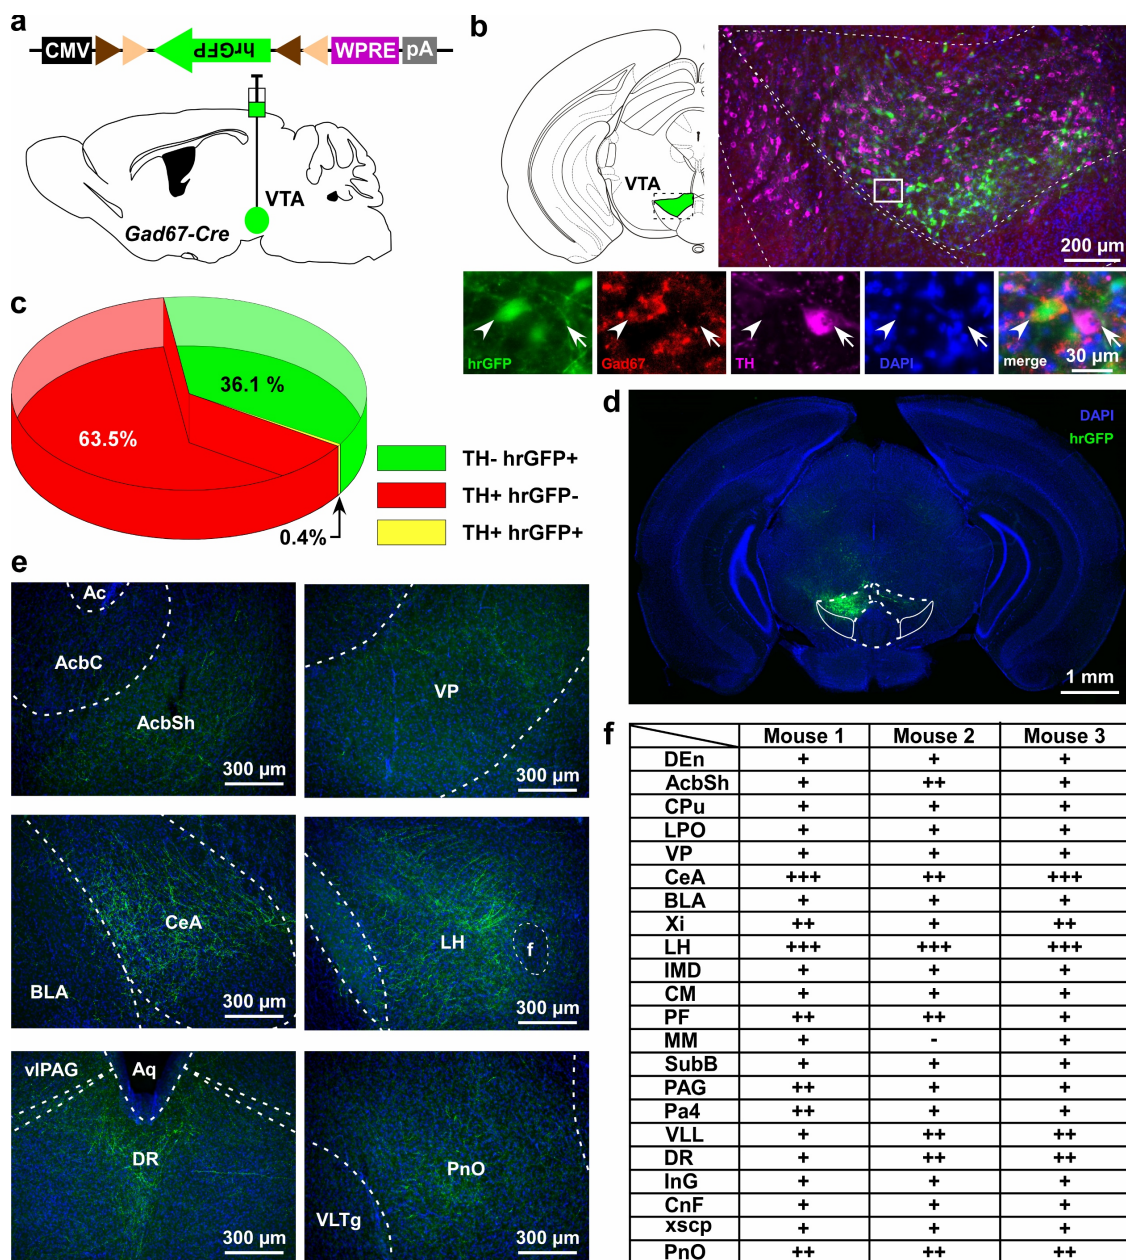 a
CMV hrGFP WPRE pA
VTA
Gad67-Cre
b
VTA
200 µm
hrGFP
Gad67
TH
DAPI
merge
30 µm
c
36.1 %
63.5%
0.4%
TH- hrGFP+
TH+ hrGFP-
TH+ hrGFP+
d
DAPI
hrGFP
1 mm
e
Ac
AcbC
AcbSh
300 µm
VP
300 µm
CeA
BLA
300 µm
LH
f
300 µm
vlPAG
Aq
DR
300 µm
PnO
VLTg
300 µm
f
Mouse 1 Mouse 2 Mouse 3
DEn + + +
AcbSh + ++ +
CPu + + +
LPO + + +
VP + + +
CeA +++ ++ +++
BLA + + +
Xi ++ + ++
LH +++ +++ +++
IMD + + +
CM + + +
PF ++ ++ +
MM + - +
SubB + + +
PAG ++ + +
Pa4 ++ + +
VLL + ++ ++
DR + ++ ++
InG + + +
CnF + + +
xscp + + +
PnO ++ ++ ++